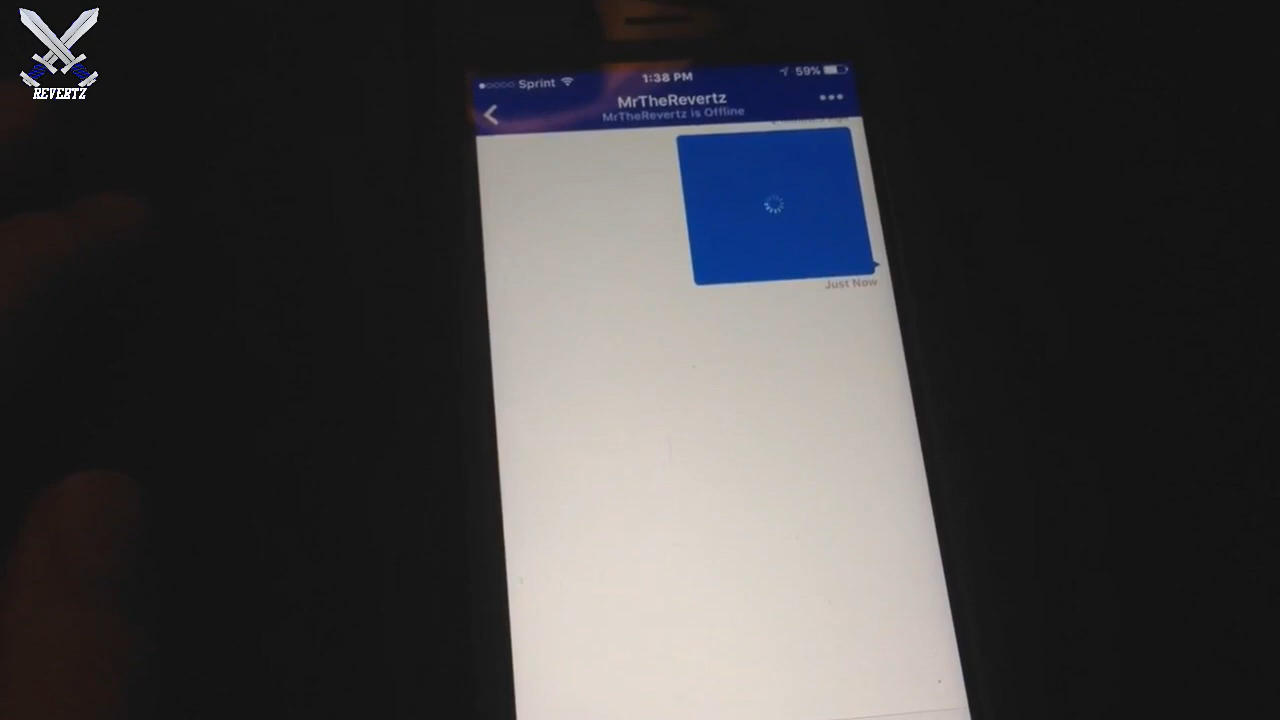 REVERTZ
Sprint 1:38 PM 59%
MrTheRevertz
MrTheRevertz is Offline
Just Now